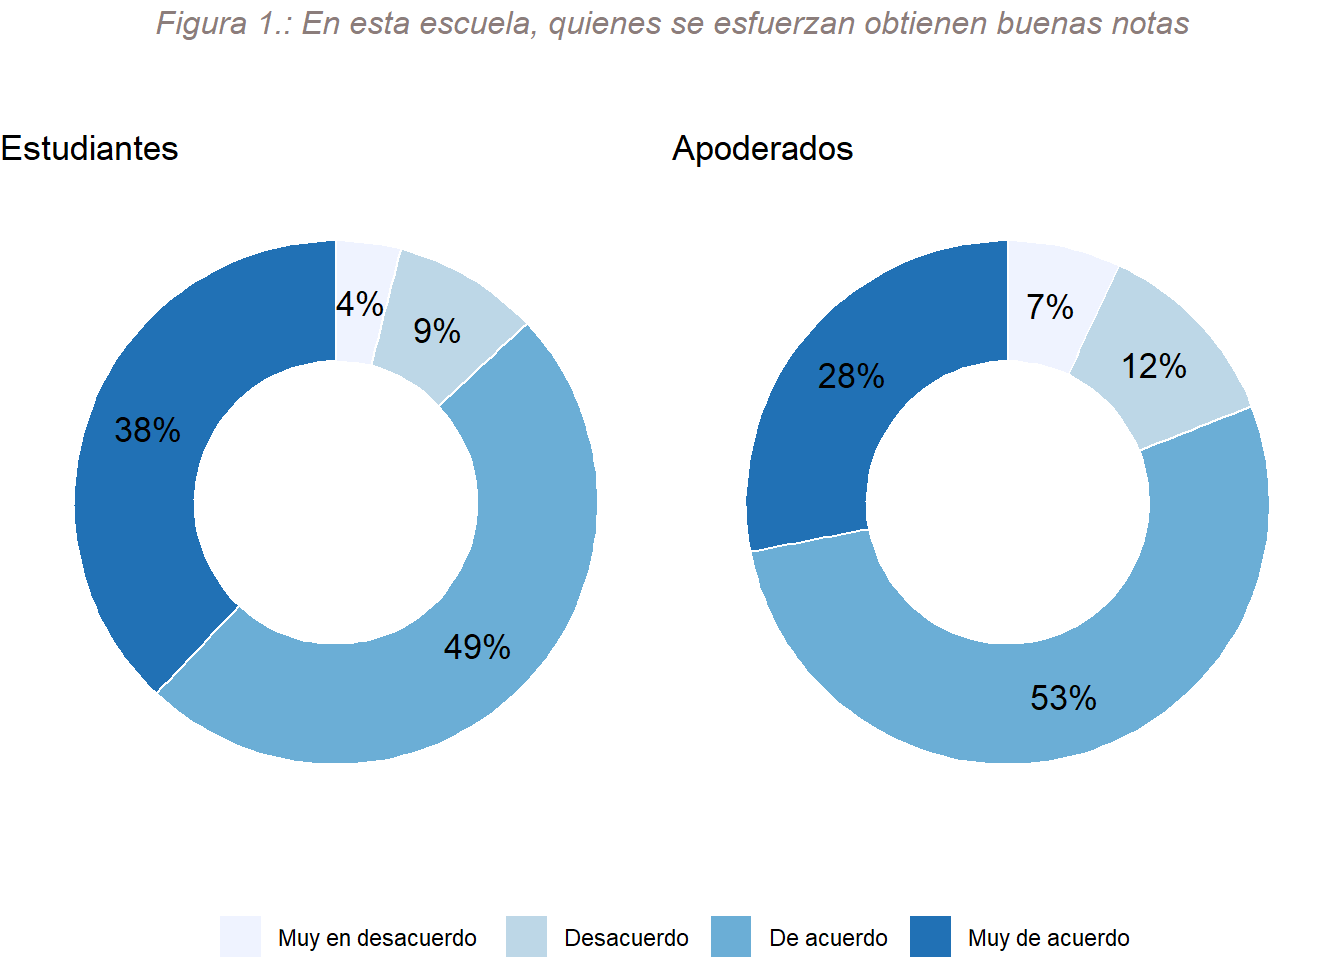 Figura 1.: En esta escuela, quienes se esfuerzan obtienen buenas notas
Estudiantes
Apoderados
4%
9%
38%
49%
7%
12%
28%
53%
Muy en desacuerdo
Desacuerdo
De acuerdo
Muy de acuerdo